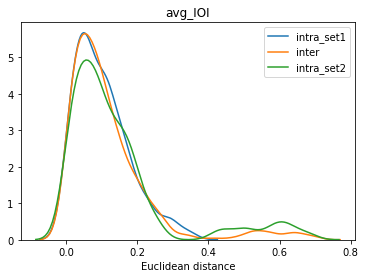 avg_IOI
intra_set1
inter
intra_set2
5
4
3
2
1
0
0.0 0.2 0.4 0.6 0.8
Euclidean distance